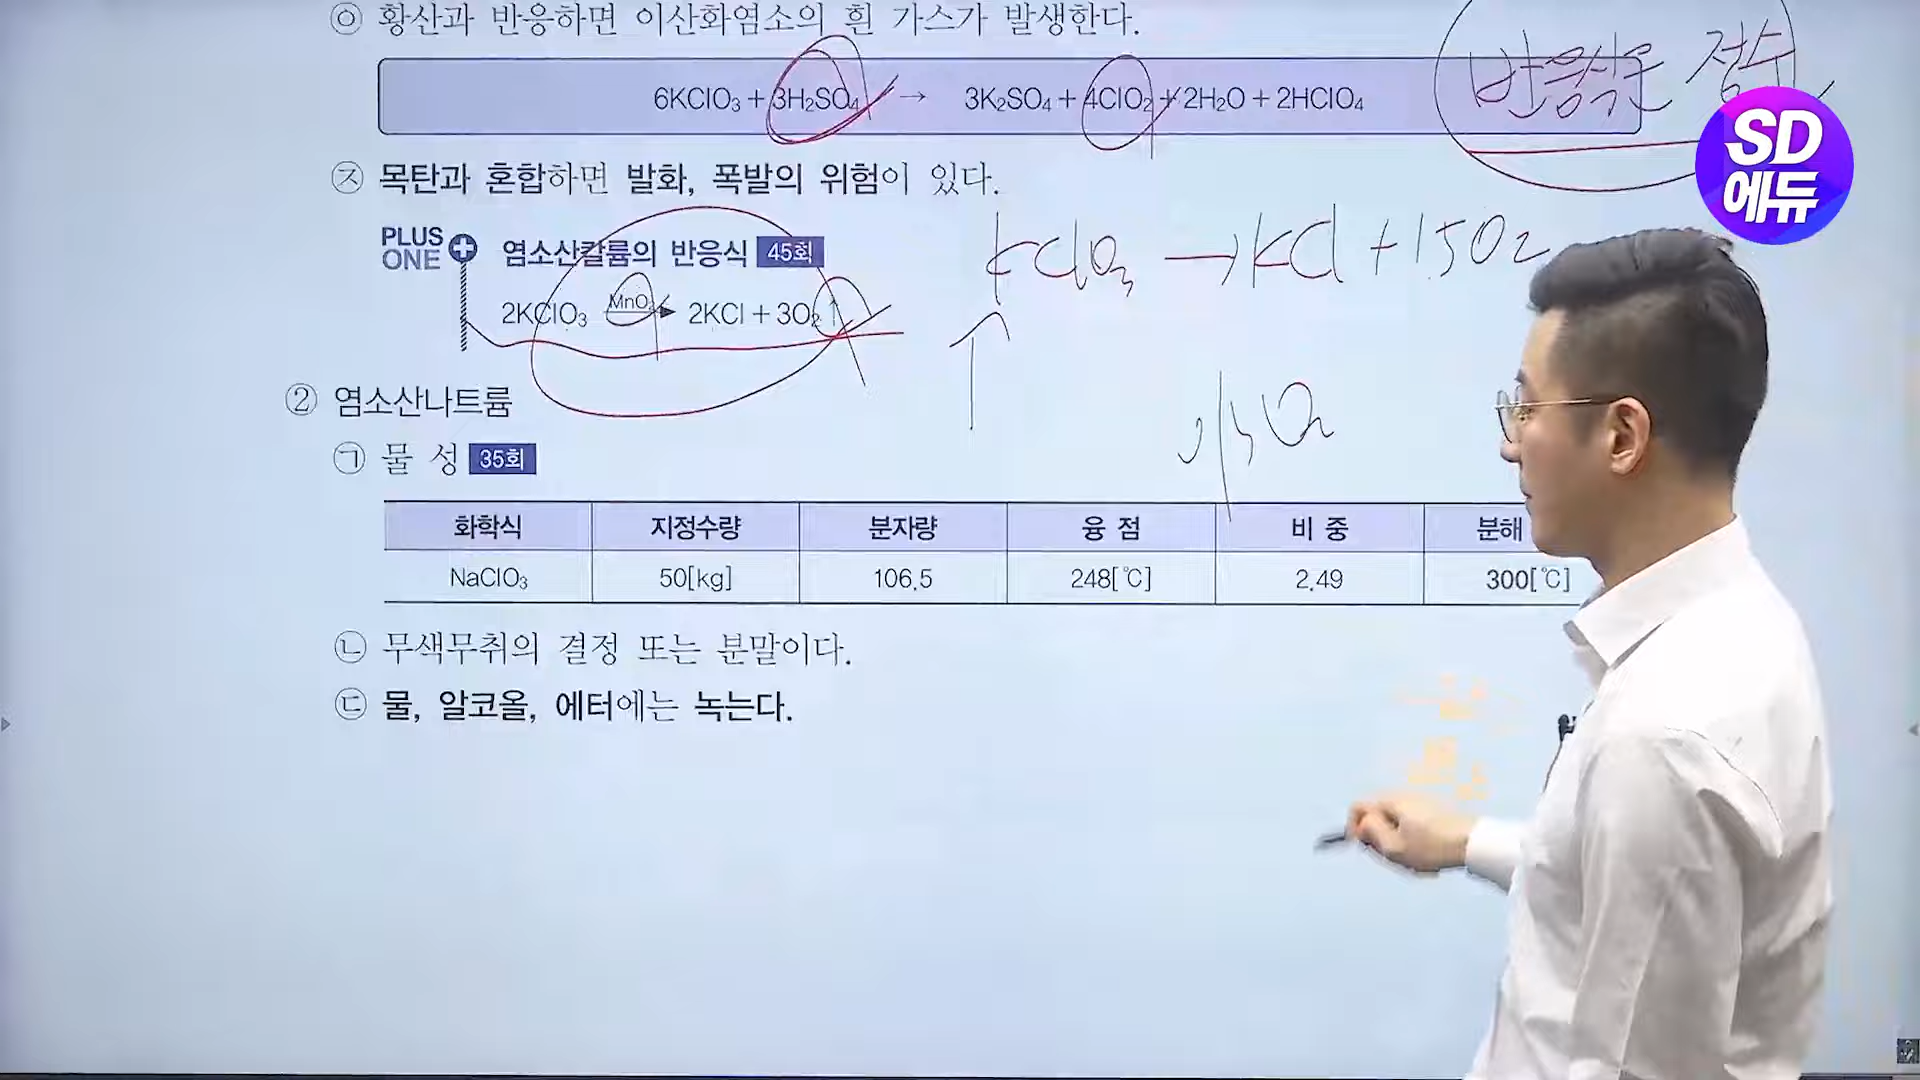 ㉧ 황산과 반응하면 이산화염소의 흰 가스가 발생한다.
6KClO₃ + 3H₂SO₄ → 3K₂SO₄ + 4ClO₂ + 2H₂O + 2HClO₄
반응식은 점수
SD
에듀
㉨ 목탄과 혼합하면 발화, 폭발의 위험이 있다.
PLUS ONE 염소산칼륨의 반응식 45회
2KClO₃ MnO₂ → 2KCl + 3O₂↑
KClO₃ → KCl + 1.5O₂
② 염소산나트륨
㉠ 물 성 35회
화학식 지정수량 분자량 융 점 비 중 분해
NaClO₃ 50[kg] 106.5 248[℃] 2.49 300[℃]
㉡ 무색무취의 결정 또는 분말이다.
㉢ 물, 알코올, 에터에는 녹는다.